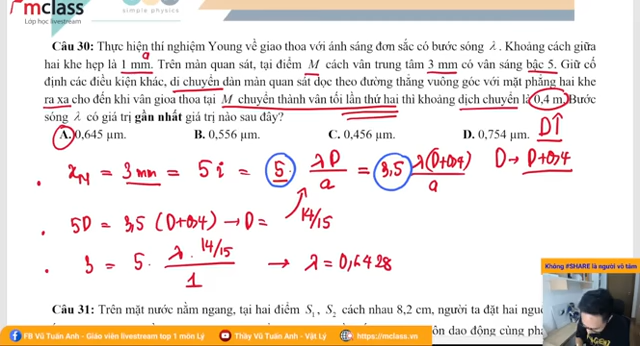 mclass
Lớp học livestream
simple physics
Câu 30: Thực hiện thí nghiệm Young về giao thoa với ánh sáng đơn sắc có bước sóng λ. Khoảng cách giữa
a
hai khe hẹp là 1 mm. Trên màn quan sát, tại điểm M cách vân trung tâm 3 mm có vân sáng bậc 5. Giữ cố
định các điều kiện khác, di chuyển dần màn quan sát dọc theo đường thẳng vuông góc với mặt phẳng hai khe
ra xa cho đến khi vân gioa thoa tại M chuyển thành vân tối lần thứ hai thì khoảng dịch chuyển là 0,4 m. Bước
sóng λ có giá trị gần nhất giá trị nào sau đây?
D↑
A. 0,645 µm. B. 0,556 µm. C. 0,456 µm. D. 0,754 µm.
x_M = 3mm = 5i = 5. λD/a = 3,5 λ(D+0,4)/a D → D+0,4
5D = 3,5 (D+0,4) → D = 14/15
3 = 5. λ. 14/15 / 1 → λ = 0,6428
Không #SHARE là người vô tâm
Câu 31: Trên mặt nước nằm ngang, tại hai điểm S₁, S₂ cách nhau 8,2 cm, người ta đặt hai
FB Vũ Tuấn Anh - Giáo viên livestream top 1 môn Lý Thầy Vũ Tuấn Anh - Vật Lý https://mclass.vn
dao động cùng